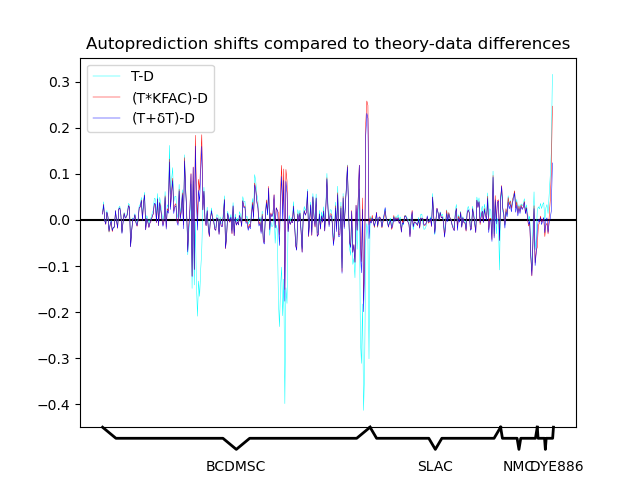 Autoprediction shifts compared to theory-data differences
T-D
(T*KFAC)-D
(T+δT)-D
0.3
0.2
0.1
0.0
−0.1
−0.2
−0.3
−0.4
BCDMSC SLAC NMC DYE886